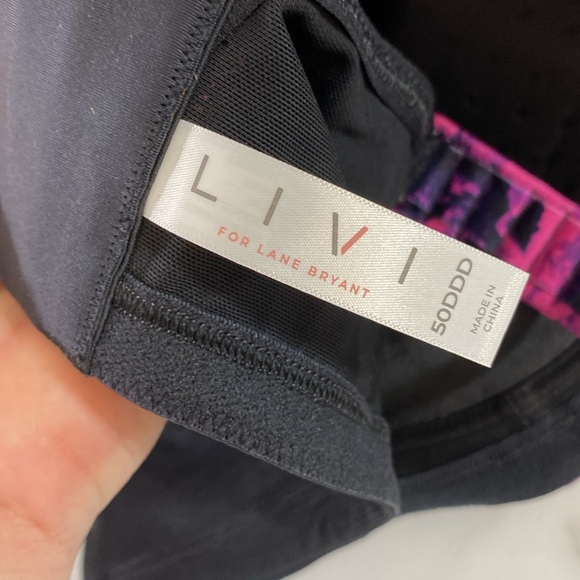 LIVI
FOR LANE BRYANT
50DDD
MADE IN
CHINA